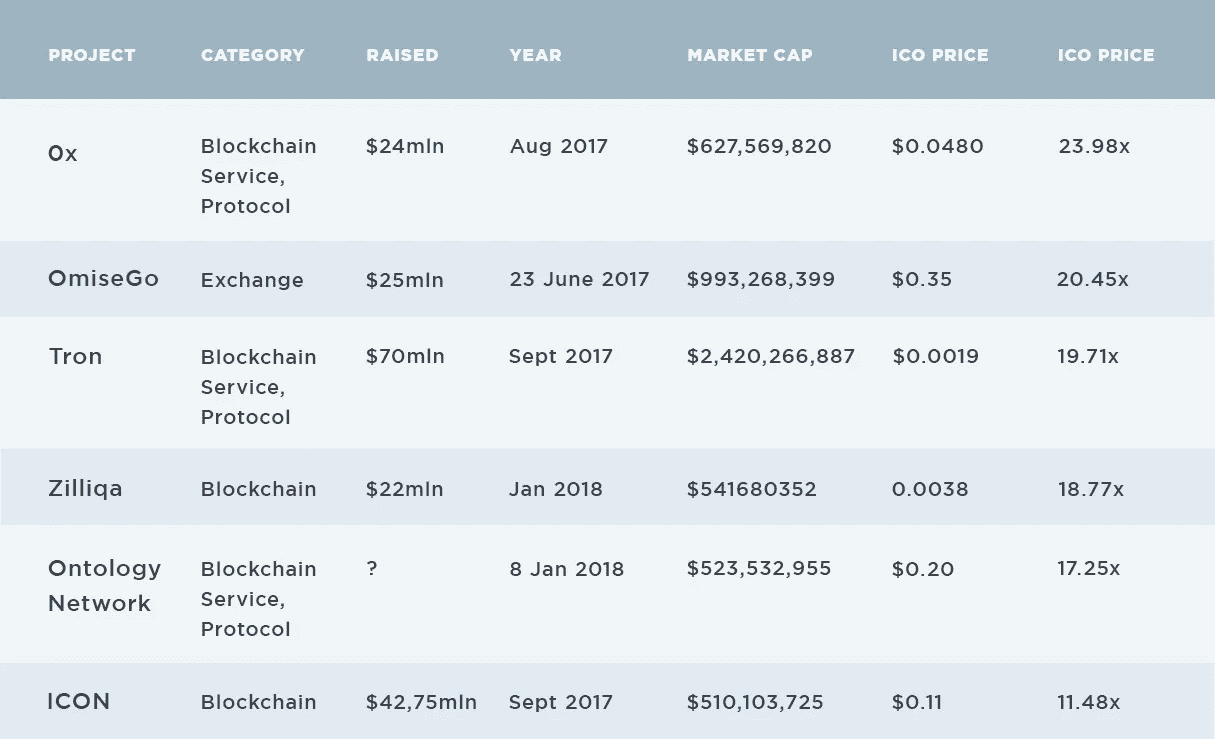 PROJECT CATEGORY RAISED YEAR MARKET CAP ICO PRICE ICO PRICE
0x Blockchain Service, Protocol $24mln Aug 2017 $627,569,820 $0.0480 23.98x
OmiseGo Exchange $25mln 23 June 2017 $993,268,399 $0.35 20.45x
Tron Blockchain Service, Protocol $70mln Sept 2017 $2,420,266,887 $0.0019 19.71x
Zilliqa Blockchain $22mln Jan 2018 $541680352 0.0038 18.77x
Ontology Network Blockchain Service, Protocol ? 8 Jan 2018 $523,532,955 $0.20 17.25x
ICON Blockchain $42,75mln Sept 2017 $510,103,725 $0.11 11.48x